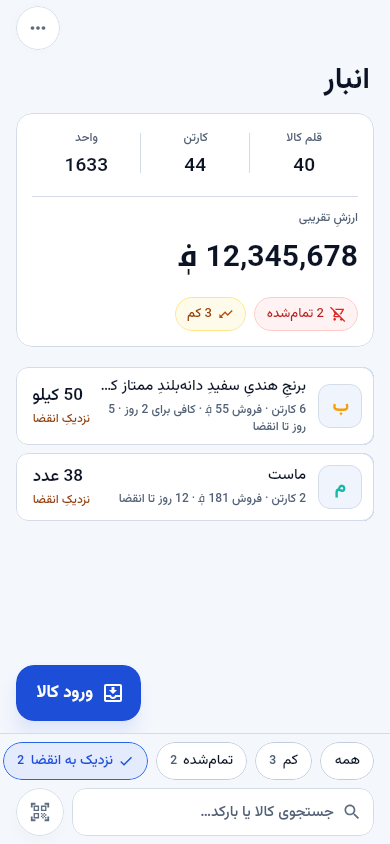 انبار
قلم کالا
40
کارتن
44
واحد
1633
ارزشِ تقریبی
12,345,678 ؋
2 تمام‌شده
3 کم
ب
برنجِ هندیِ سفیدِ دانه‌بلندِ ممتاز ک...
6 کارتن · فروش 55 ؋ · کافی برای 2 روز · 5
روز تا انقضا
50 کیلو
نزدیکِ انقضا
م
ماست
2 کارتن · فروش 181 ؋ · 12 روز تا انقضا
38 عدد
نزدیکِ انقضا
ورود کالا
همه
کم 3
تمام‌شده 2
نزدیک به انقضا 2
جستجوی کالا یا بارکد...